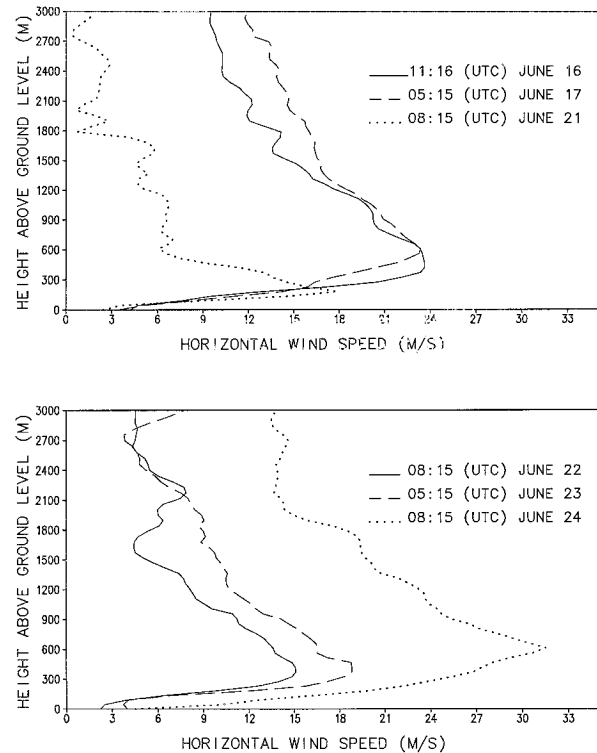 3000
2700
2400
2100
1800
1500
1200
900
600
300
0
HEIGHT ABOVE GROUND LEVEL (M)
11:16 (UTC) JUNE 16
05:15 (UTC) JUNE 17
08:15 (UTC) JUNE 21
0 3 6 9 12 15 18 21 24 27 30 33
HORIZONTAL WIND SPEED (M/S)
3000
2700
2400
2100
1800
1500
1200
900
600
300
0
HEIGHT ABOVE GROUND LEVEL (M)
08:15 (UTC) JUNE 22
05:15 (UTC) JUNE 23
08:15 (UTC) JUNE 24
0 3 6 9 12 15 18 21 24 27 30 33
HORIZONTAL WIND SPEED (M/S)